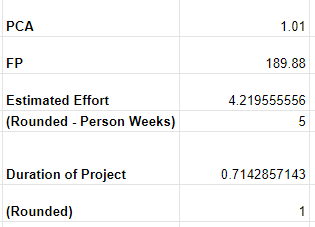 PCA 1.01
FP 189.88
Estimated Effort 4.219555556
(Rounded - Person Weeks) 5
Duration of Project 0.7142857143
(Rounded) 1